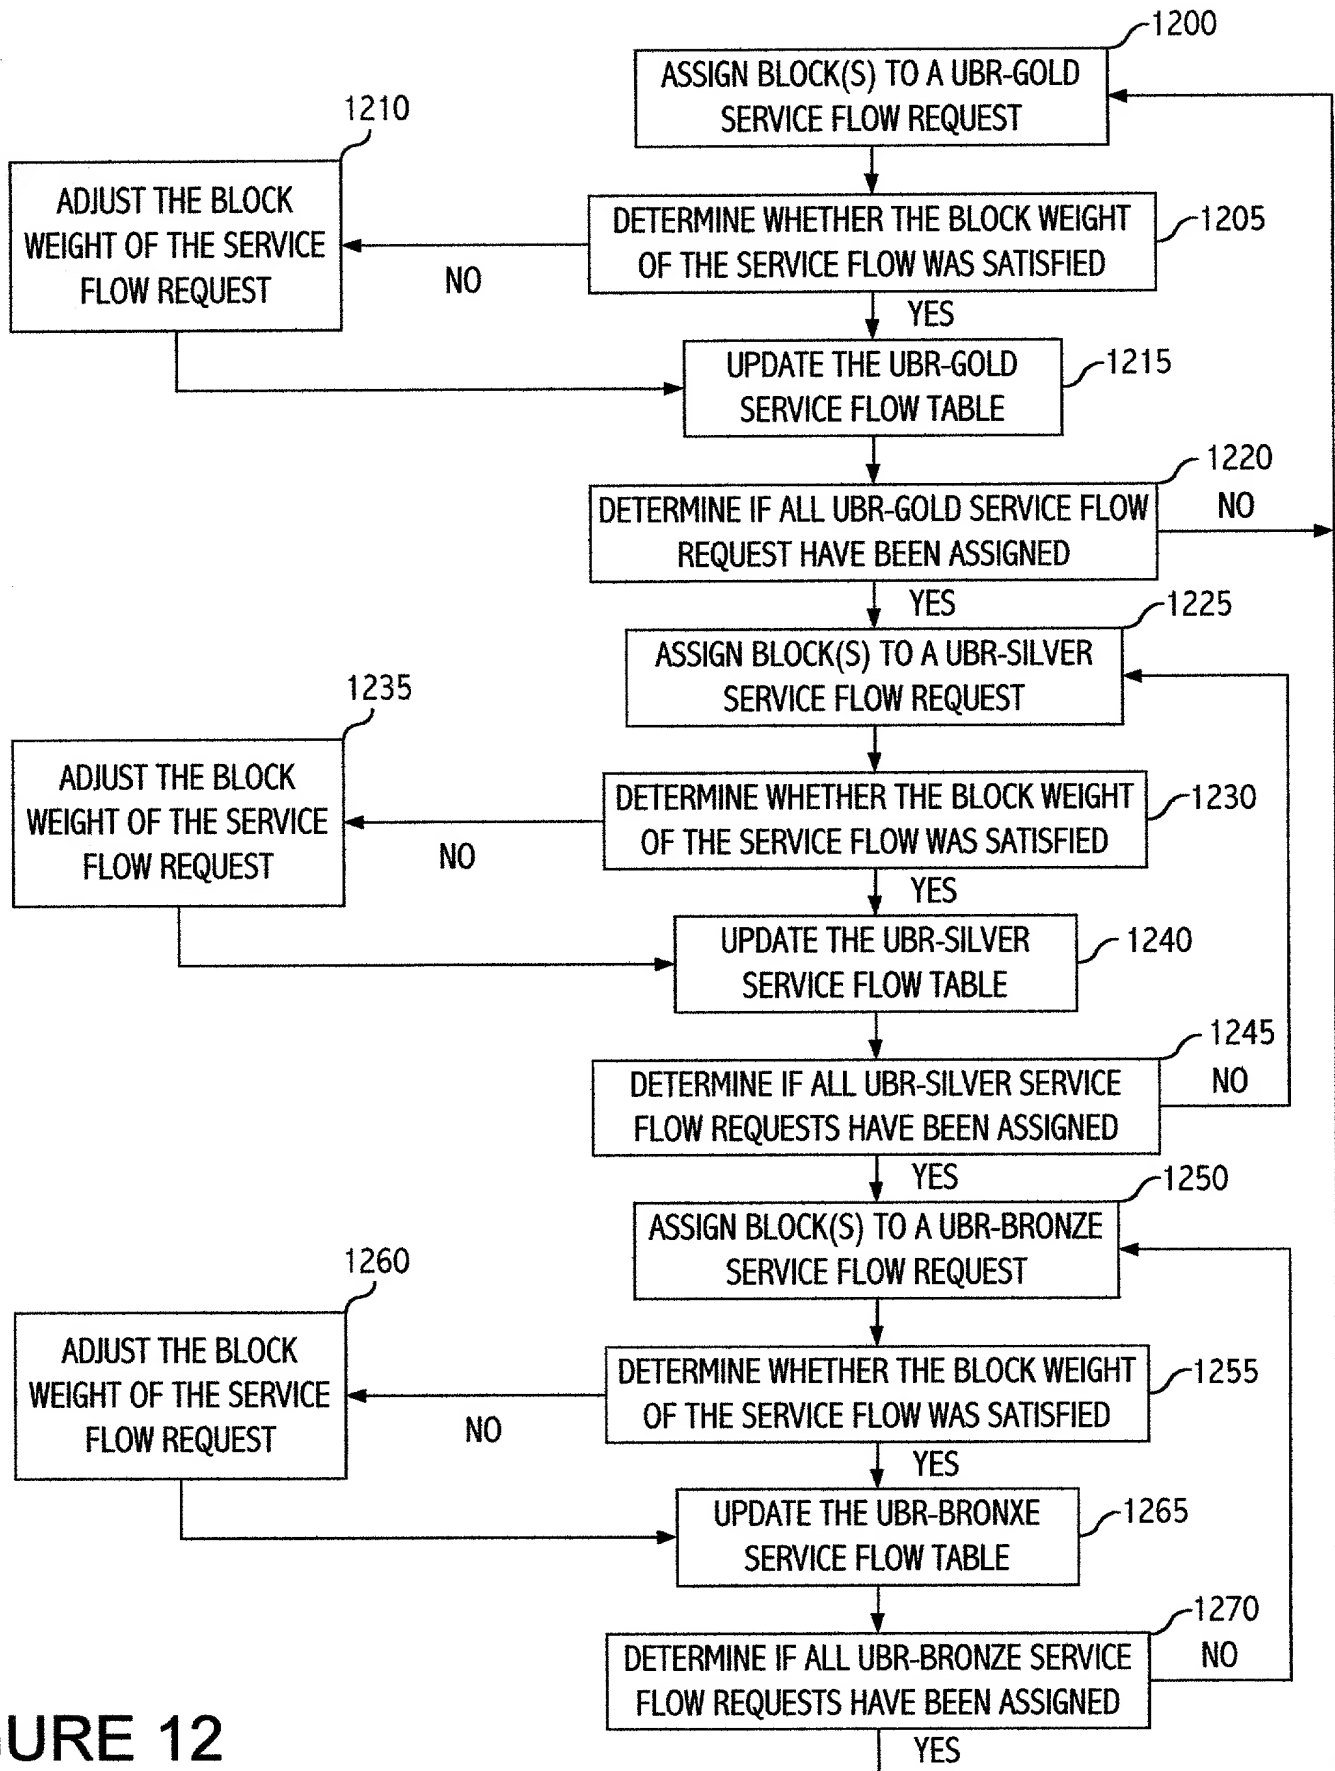 1200
ASSIGN BLOCK(S) TO A UBR-GOLD
SERVICE FLOW REQUEST
1210
ADJUST THE BLOCK
WEIGHT OF THE SERVICE
FLOW REQUEST
DETERMINE WHETHER THE BLOCK WEIGHT
OF THE SERVICE FLOW WAS SATISFIED
1205
NO
YES
UPDATE THE UBR-GOLD
SERVICE FLOW TABLE
1215
1220
DETERMINE IF ALL UBR-GOLD SERVICE FLOW
REQUEST HAVE BEEN ASSIGNED
NO
YES
1225
ASSIGN BLOCK(S) TO A UBR-SILVER
SERVICE FLOW REQUEST
1235
ADJUST THE BLOCK
WEIGHT OF THE SERVICE
FLOW REQUEST
DETERMINE WHETHER THE BLOCK WEIGHT
OF THE SERVICE FLOW WAS SATISFIED
1230
NO
YES
UPDATE THE UBR-SILVER
SERVICE FLOW TABLE
1240
1245
DETERMINE IF ALL UBR-SILVER SERVICE
FLOW REQUESTS HAVE BEEN ASSIGNED
NO
YES
1250
ASSIGN BLOCK(S) TO A UBR-BRONZE
SERVICE FLOW REQUEST
1260
ADJUST THE BLOCK
WEIGHT OF THE SERVICE
FLOW REQUEST
DETERMINE WHETHER THE BLOCK WEIGHT
OF THE SERVICE FLOW WAS SATISFIED
1255
NO
YES
UPDATE THE UBR-BRONXE
SERVICE FLOW TABLE
1265
1270
DETERMINE IF ALL UBR-BRONZE SERVICE
FLOW REQUESTS HAVE BEEN ASSIGNED
NO
YES
GURE 12